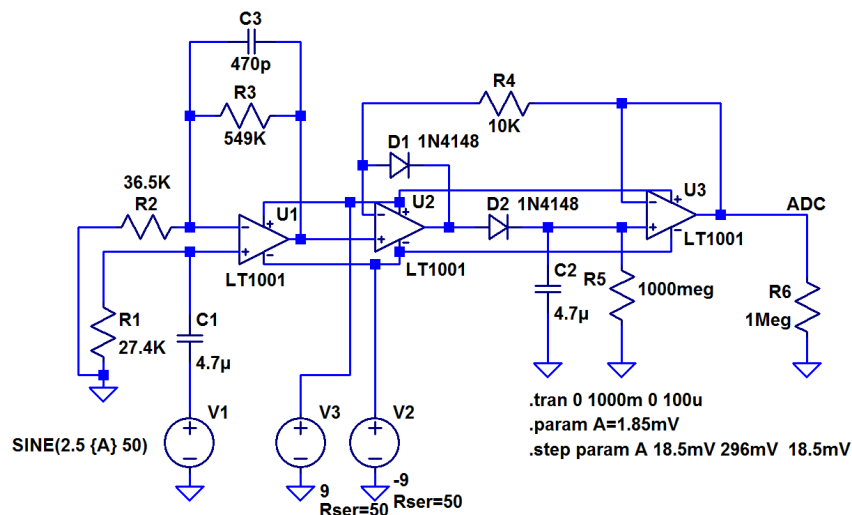 C3
470p
R3
549K
R4
10K
D1 1N4148
36.5K
R2
U1
U2
U3
D2 1N4148
ADC
LT1001
LT1001
LT1001
C2
4.7µ
R5
1000meg
R6
1Meg
R1
27.4K
C1
4.7µ
.tran 0 1000m 0 100u
.param A=1.85mV
.step param A 18.5mV 296mV 18.5mV
V1
V3
V2
SINE(2.5 {A} 50)
9
Rser=50
-9
Rser=50